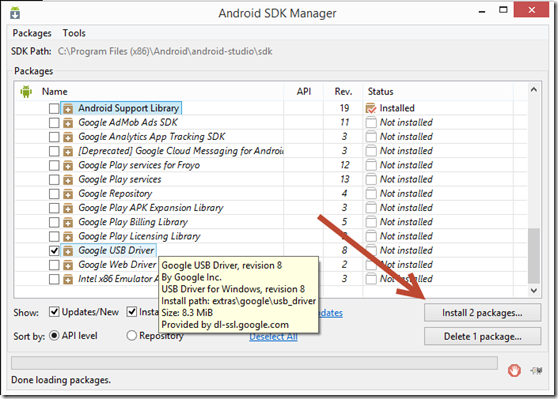 Android SDK Manager
Packages Tools
SDK Path: C:\Program Files (x86)\Android\android-studio\sdk
Packages
Name API Rev. Status
Android Support Library 19 Installed
Google AdMob Ads SDK 11 Not installed
Google Analytics App Tracking SDK 3 Not installed
[Deprecated] Google Cloud Messaging for Android 3 Not installed
Google Play services for Froyo 12 Not installed
Google Play services 13 Not installed
Google Repository 4 Not installed
Google Play APK Expansion Library 3 Not installed
Google Play Billing Library 5 Not installed
Google Play Licensing Library Not installed
Google USB Driver 8 Not installed
Google Web Driver 2 Not installed
Intel x86 Emulator A 3 Not installed
Google USB Driver, revision 8
By Google Inc.
USB Driver for Windows, revision 8
Install path: extras\google\usb_driver
Size: 8.3 MiB
Provided by dl-ssl.google.com
Show: Updates/New Insta pdates Install 2 packages...
Sort by: API level Repository Deselect All Delete 1 package...
Done loading packages.